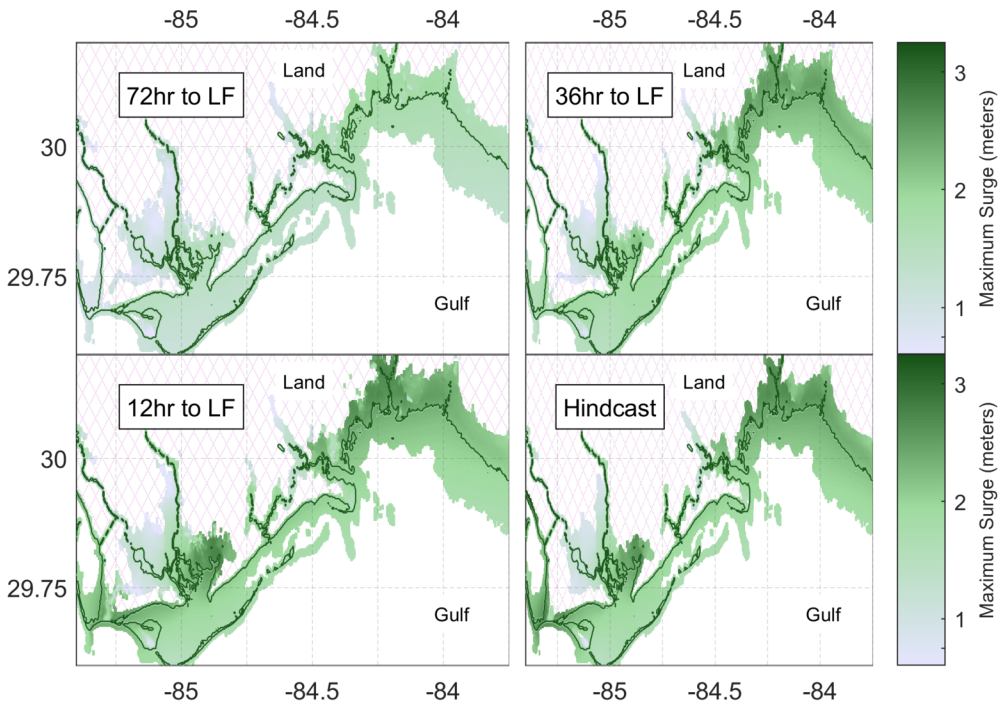 -85 -84.5 -84 -85 -84.5 -84
72hr to LF Land Gulf
36hr to LF Land Gulf
30
29.75
3
2
1
Maximum Surge (meters)
12hr to LF Land Gulf
Hindcast Land Gulf
30
29.75
3
2
1
Maximum Surge (meters)
-85 -84.5 -84 -85 -84.5 -84